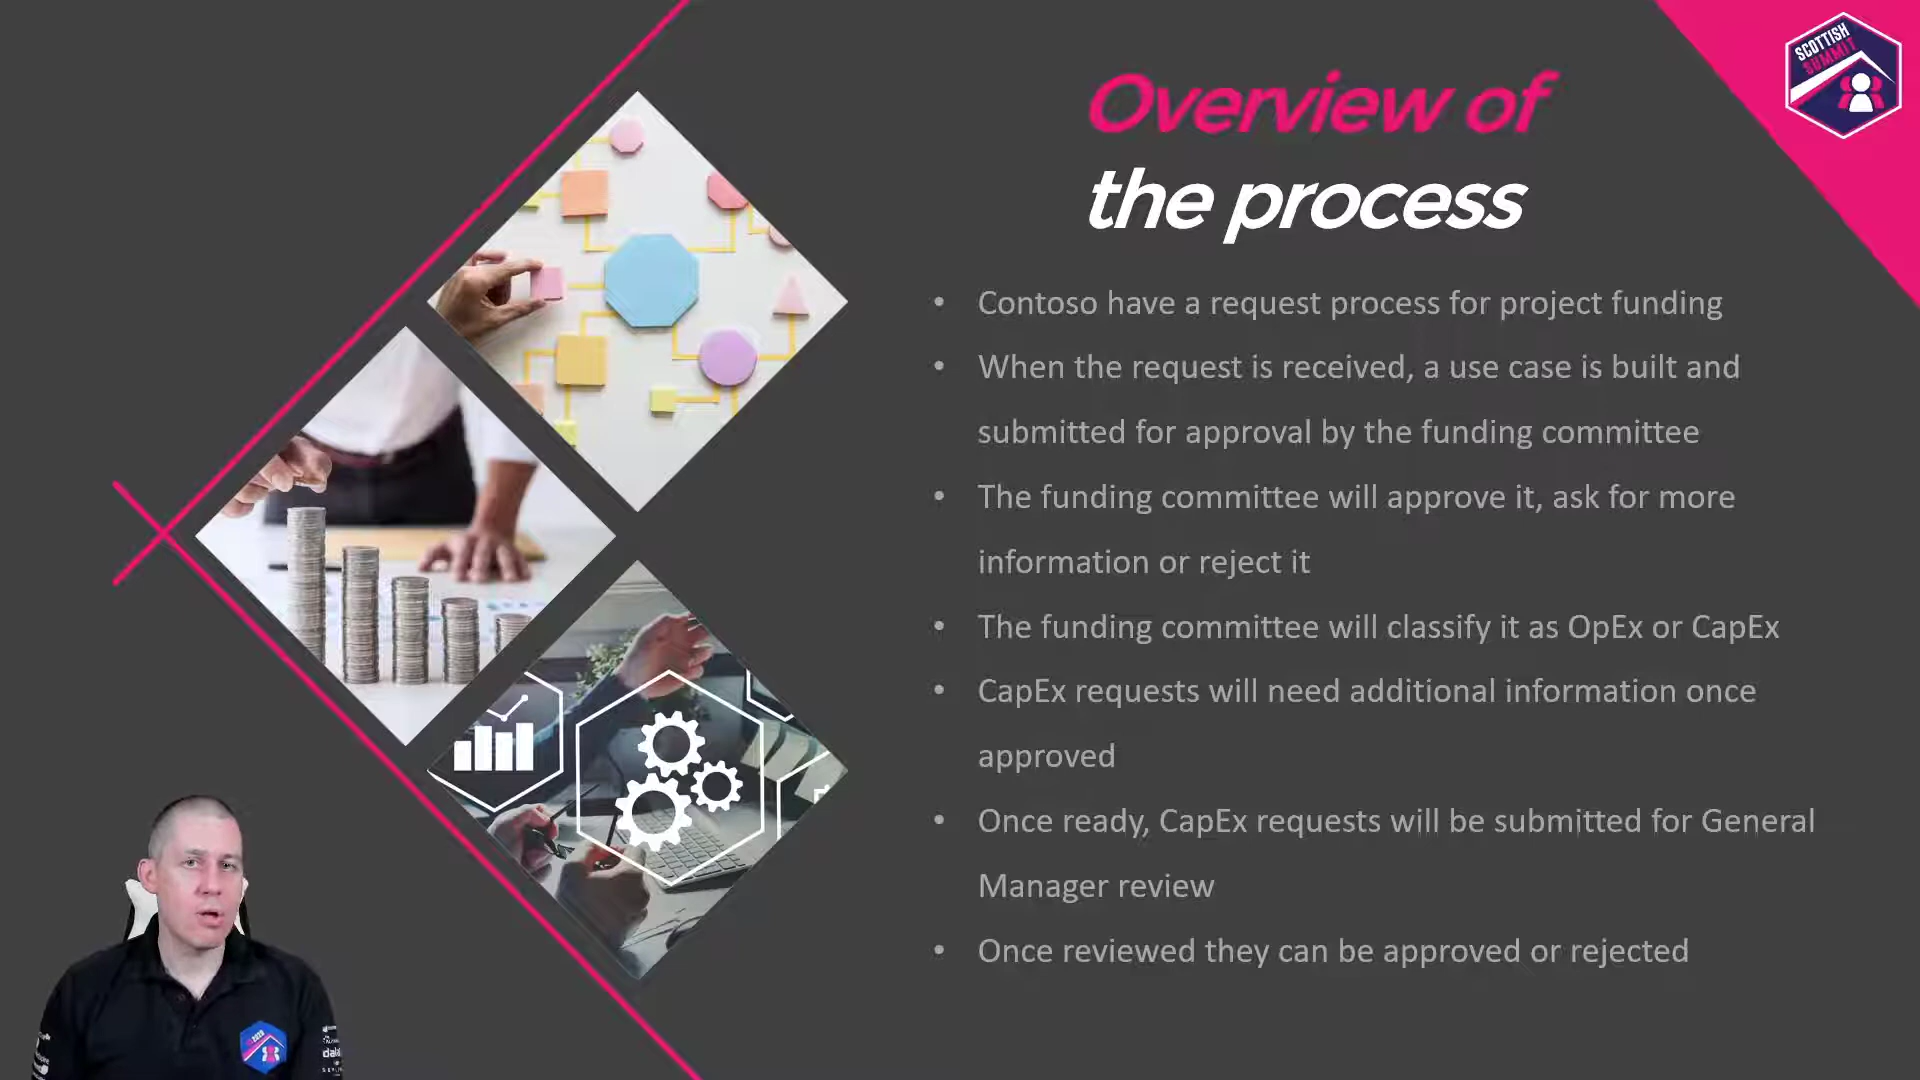 SCOTTISH
SUMMIT
Overview of
the process
• Contoso have a request process for project funding
• When the request is received, a use case is built and
submitted for approval by the funding committee
• The funding committee will approve it, ask for more
information or reject it
• The funding committee will classify it as OpEx or CapEx
• CapEx requests will need additional information once
approved
• Once ready, CapEx requests will be submitted for General
Manager review
• Once reviewed they can be approved or rejected